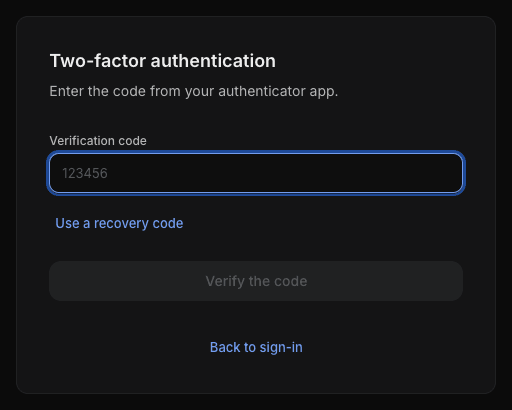 Two-factor authentication
Enter the code from your authenticator app.
Verification code
123456
Use a recovery code
Verify the code
Back to sign-in